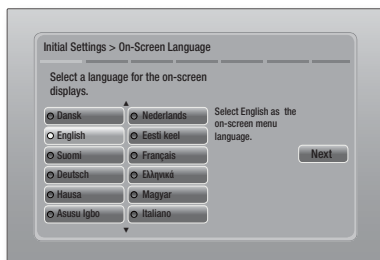 Initial Settings > On-Screen Language
Select a language for the on-screen
displays.
Dansk
English
Suomi
Deutsch
Hausa
Asusu Igbo
Nederlands
Eesti keel
Français
Ελληνικά
Magyar
Italiano
Select English as the
on-screen menu
language.
Next